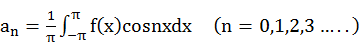 aₙ = 1/π ∫₋π^π f(x)cosnxdx (n = 0,1,2,3 …..)